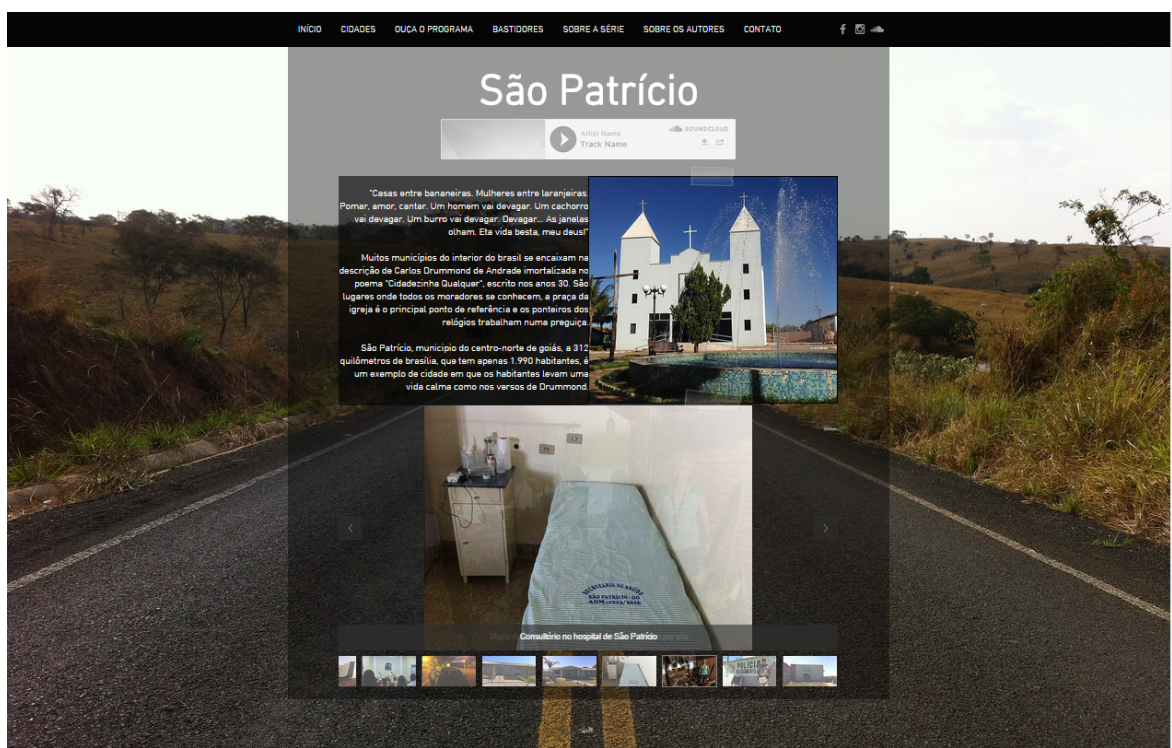 INÍCIO CIDADES OUÇA O PROGRAMA BASTIDORES SOBRE A SÉRIE SOBRE OS AUTORES CONTATO
São Patrício
Artist Name
Track Name
SOUNDCLOUD
"Casas entre bananeiras. Mulheres entre laranjeiras.
Pomar, amor, cantar. Um homem vai devagar. Um cachorro
vai devagar. Um burro vai devagar. Devagar... As janelas
olham. Eta vida besta, meu deus!"
Muitos municípios do interior do brasil se encaixam na
descrição de Carlos Drummond de Andrade imortalizada no
poema "Cidadezinha Qualquer", escrito nos anos 30. São
lugares onde todos os moradores se conhecem, a praça da
igreja é o principal ponto de referência e os ponteiros dos
relógios trabalham numa preguiça.
São Patrício, município do centro-norte de goiás, a 312
quilômetros de brasília, que tem apenas 1.990 habitantes, é
um exemplo de cidade em que os habitantes levam uma
vida calma como nos versos de Drummond.
SECRETARIA DE SAÚDE
SÃO PATRÍCIO-GO
ADM.:2013/2016
Consultório no hospital de São Patrício
POLÍCIA